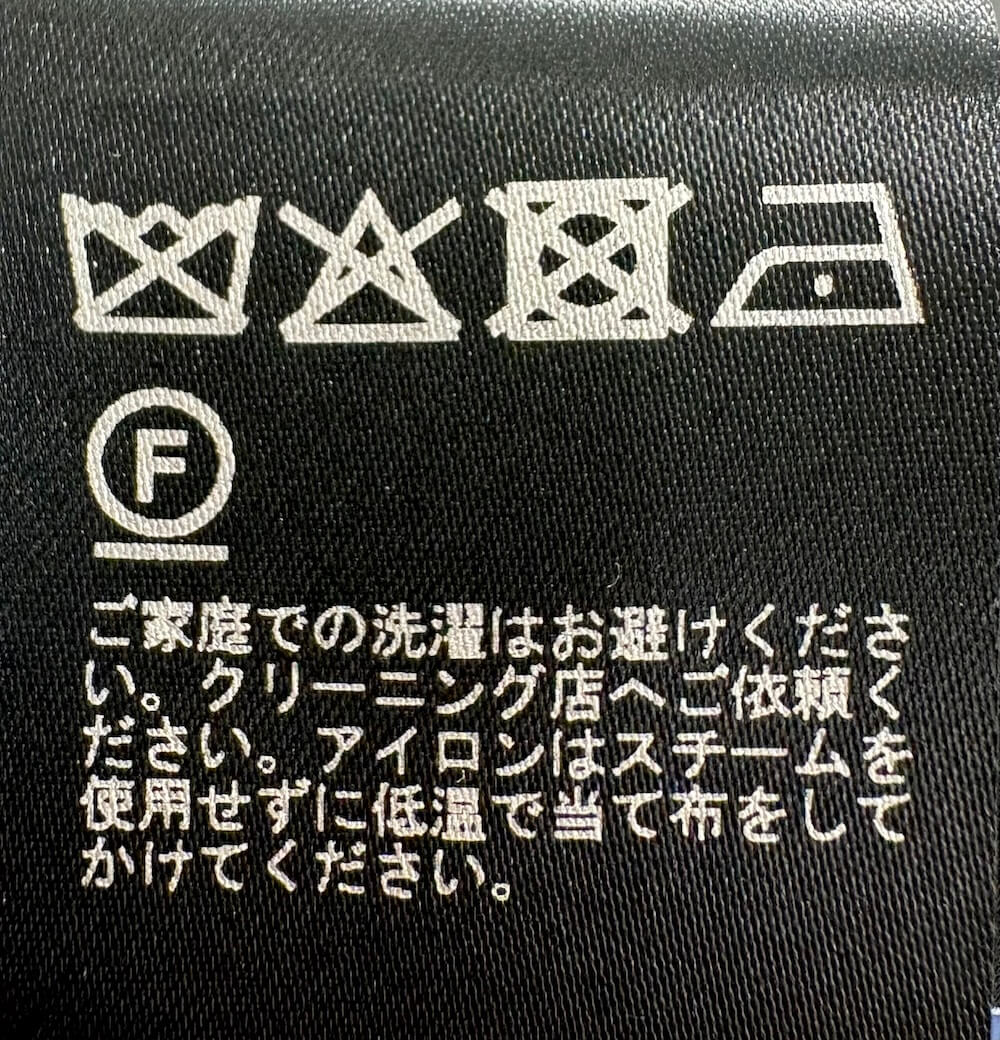 F
ご家庭での洗濯はお避けくださ
い。クリーニング店へご依頼く
ださい。アイロンはスチームを
使用せずに低温で当て布をして
かけてください。